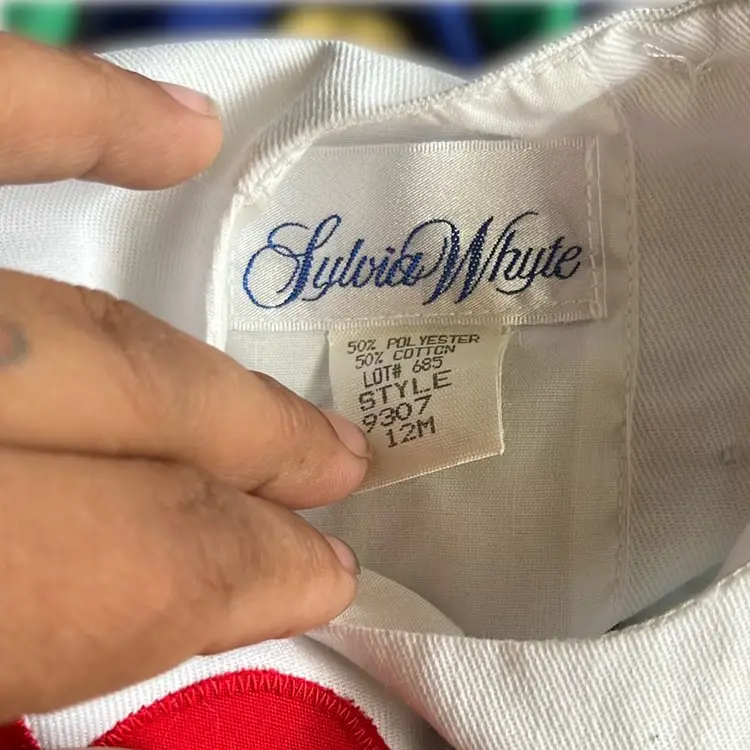 Sylvia Whyte
50% POLYESTER
50% COTTON
LOT# 685
STYLE
9307
12M